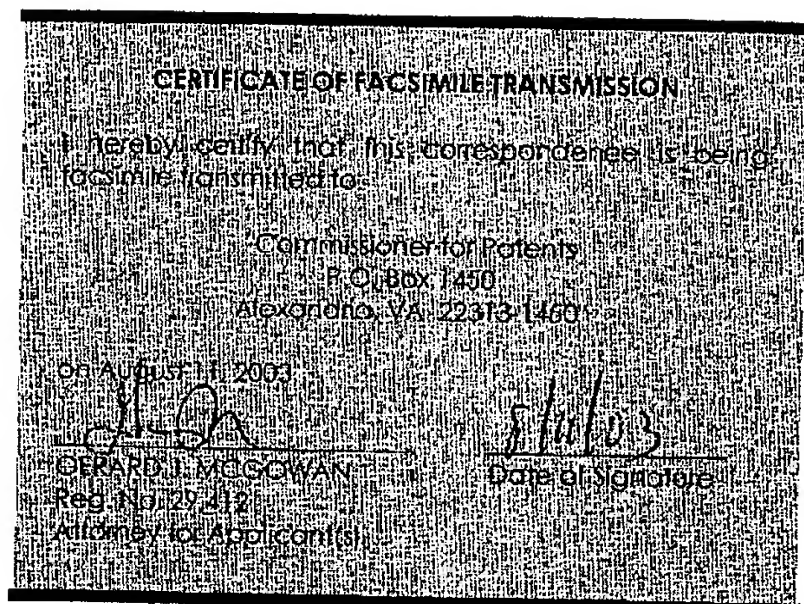 CERTIFICATE OF FACSIMILE TRANSMISSION
I hereby certify that this correspondence is being
facsimile transmitted to
Commissioner for Patents
P.O. Box 1450
Alexandria, VA 22313-1450
on August 11, 2003
8/11/03
GERARD J. MCGOWAN
Date of Signature
Reg. No. 29,412
Attorney for Applicant(s)